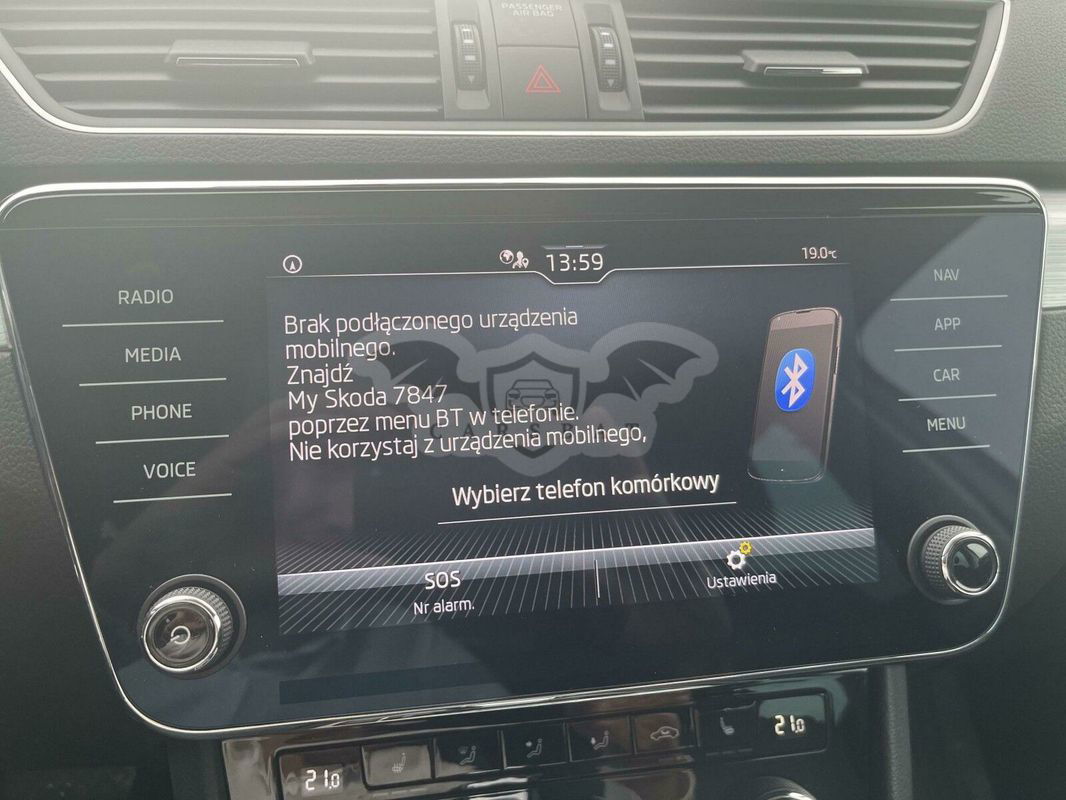 PASSENGER
AIR BAG
13:59
19.0°C
RADIO
MEDIA
PHONE
VOICE
Brak podłączonego urządzenia
mobilnego.
Znajdź
My Skoda 7847
poprzez menu BT w telefonie.
Nie korzystaj z urządzenia mobilnego,
Wybierz telefon komórkowy
SOS
Nr alarm.
Ustawienia
NAV
APP
CAR
MENU
CARSBAT
21.0
21.0